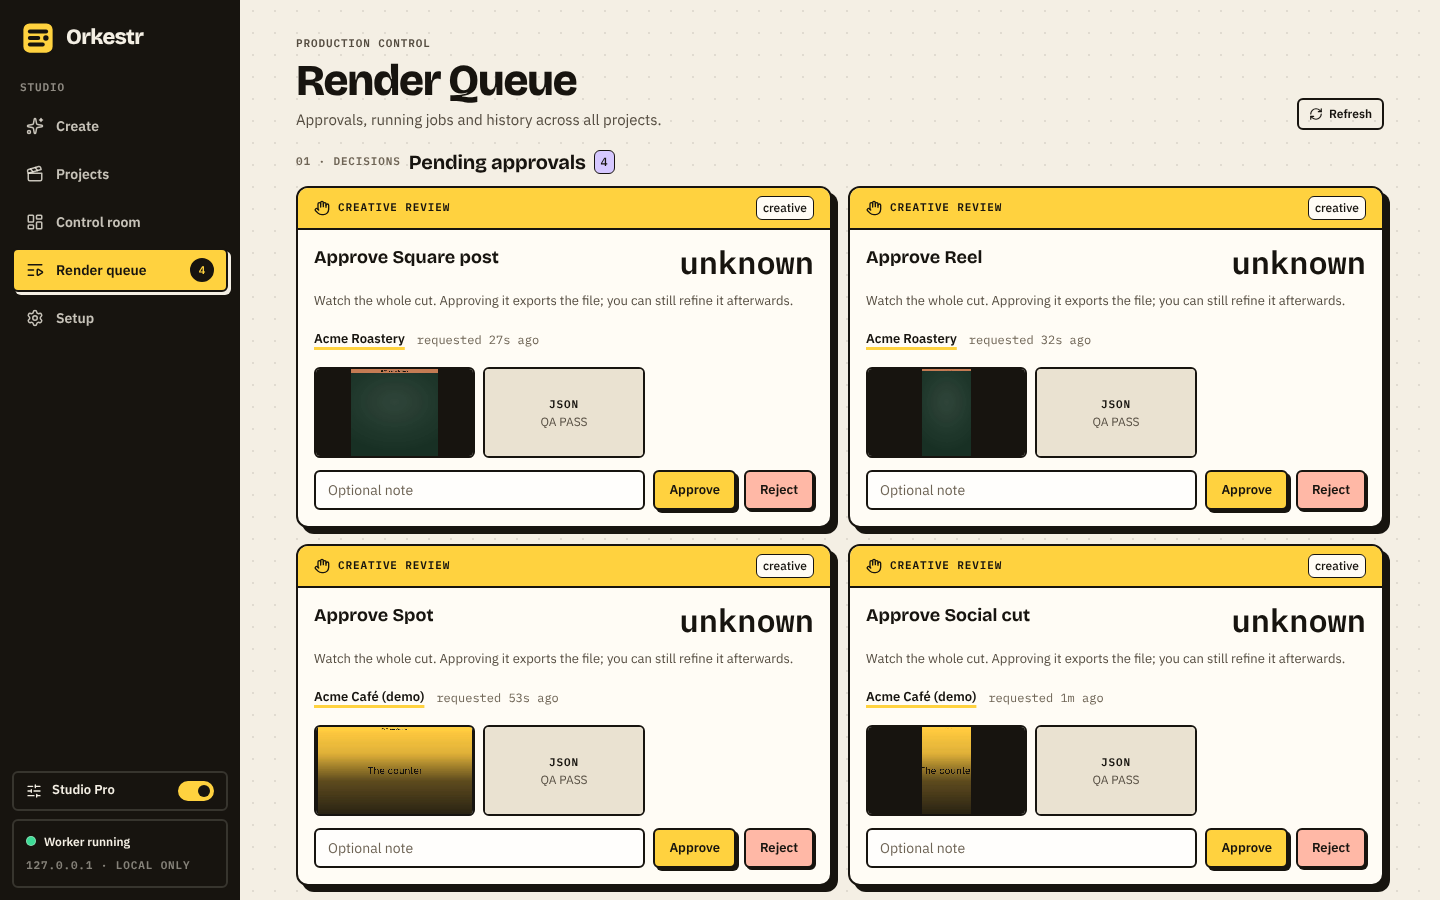 Orkestr
STUDIO
Create
Projects
Control room
Render queue 4
Setup
Studio Pro
Worker running
127.0.0.1 · LOCAL ONLY
PRODUCTION CONTROL
Render Queue
Approvals, running jobs and history across all projects.
Refresh
01 · DECISIONS Pending approvals 4
CREATIVE REVIEW creative
Approve Square post unknown
Watch the whole cut. Approving it exports the file; you can still refine it afterwards.
Acme Roastery requested 27s ago
JSON
QA PASS
Optional note Approve Reject
CREATIVE REVIEW creative
Approve Reel unknown
Watch the whole cut. Approving it exports the file; you can still refine it afterwards.
Acme Roastery requested 32s ago
JSON
QA PASS
Optional note Approve Reject
CREATIVE REVIEW creative
Approve Spot unknown
Watch the whole cut. Approving it exports the file; you can still refine it afterwards.
Acme Café (demo) requested 53s ago
The counter
JSON
QA PASS
Optional note Approve Reject
CREATIVE REVIEW creative
Approve Social cut unknown
Watch the whole cut. Approving it exports the file; you can still refine it afterwards.
Acme Café (demo) requested 1m ago
The counte
JSON
QA PASS
Optional note Approve Reject